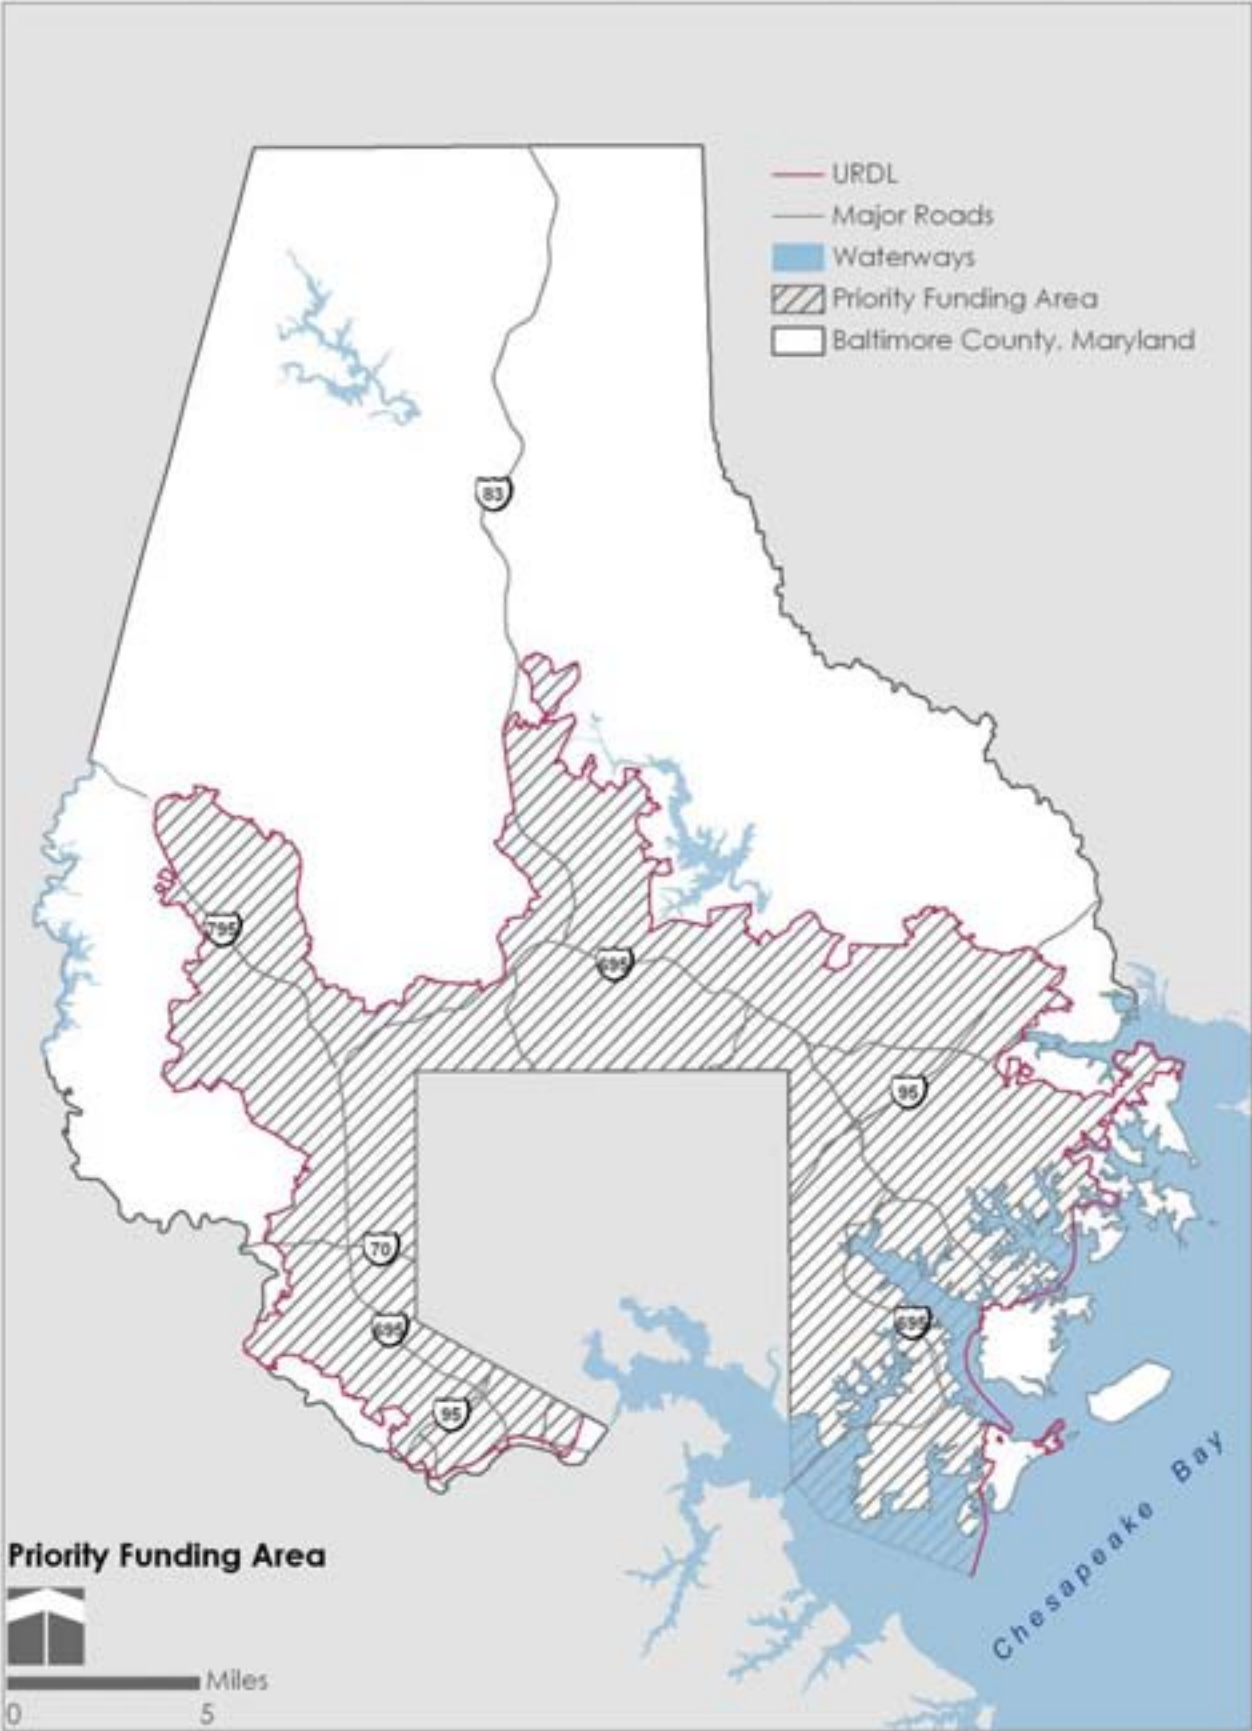 URDL
Major Roads
Waterways
Priority Funding Area
Baltimore County, Maryland
83
795
695
95
70
695
695
95
Chesapeake Bay
Priority Funding Area
Miles
0 5